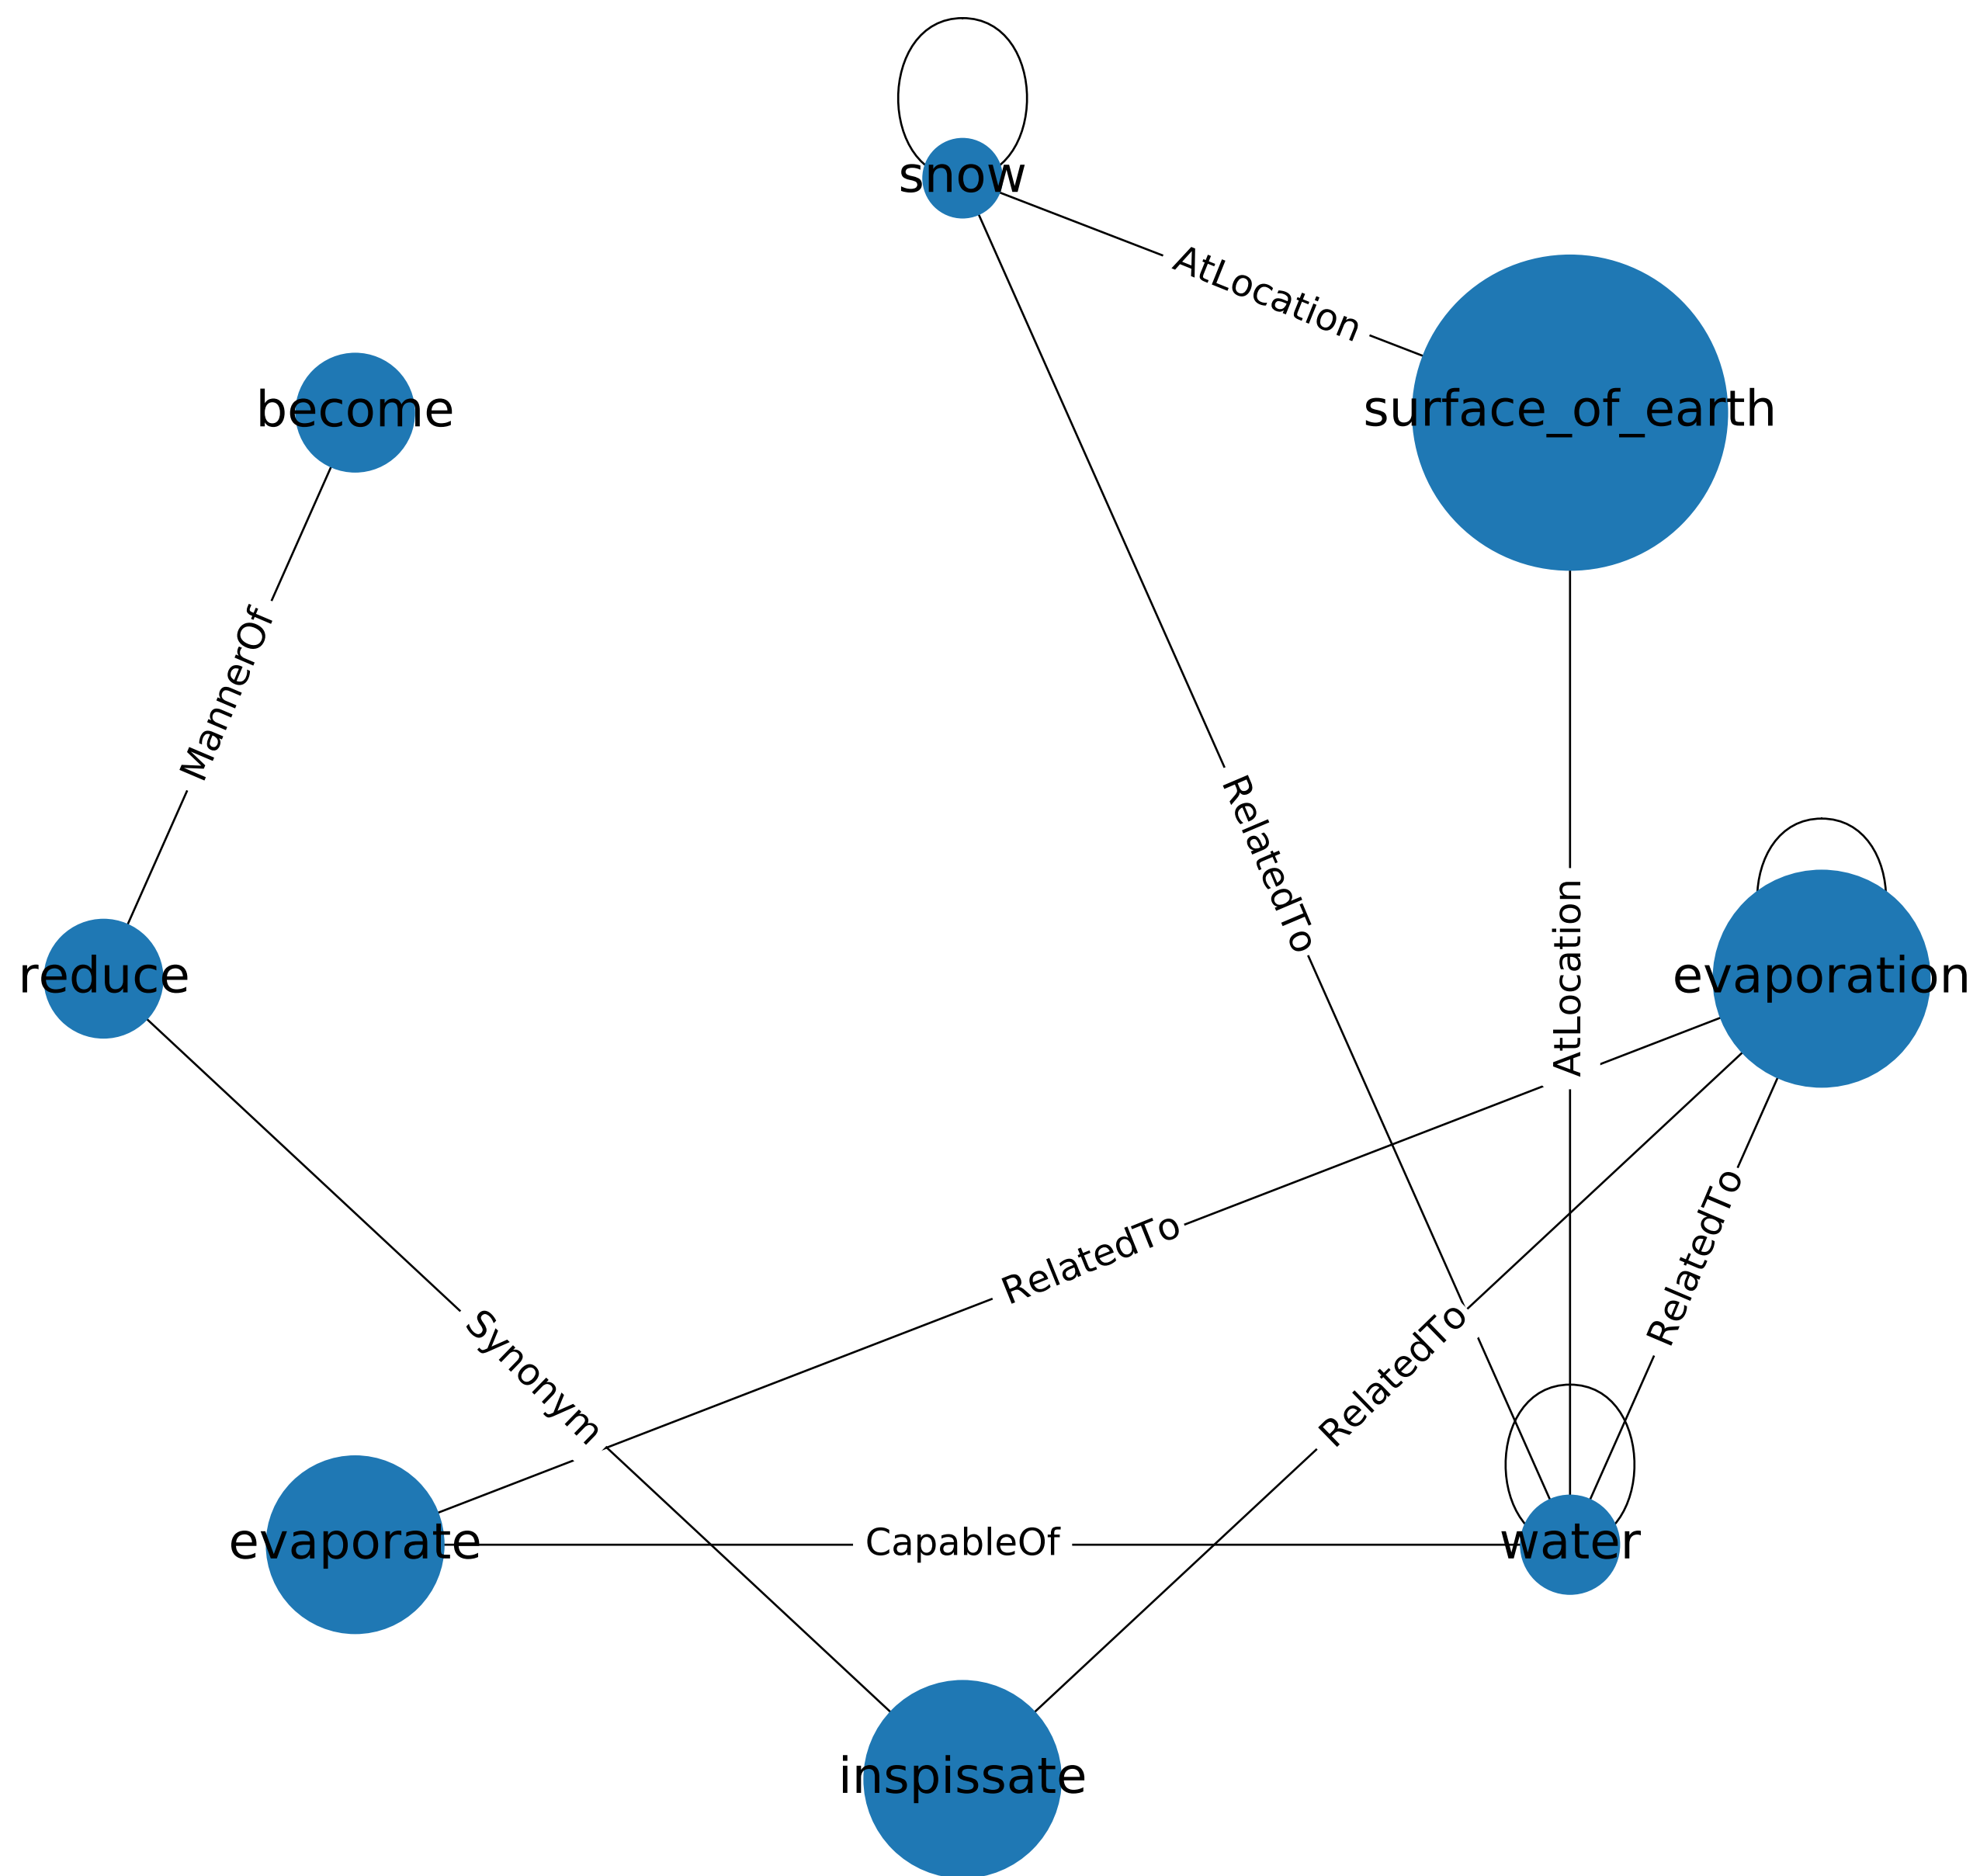 snow
AtLocation
become
surface_of_earth
MannerOf
RelatedTo
AtLocation
reduce
evaporation
RelatedTo
RelatedTo
Synonym
RelatedTo
evaporate
CapableOf
water
inspissate